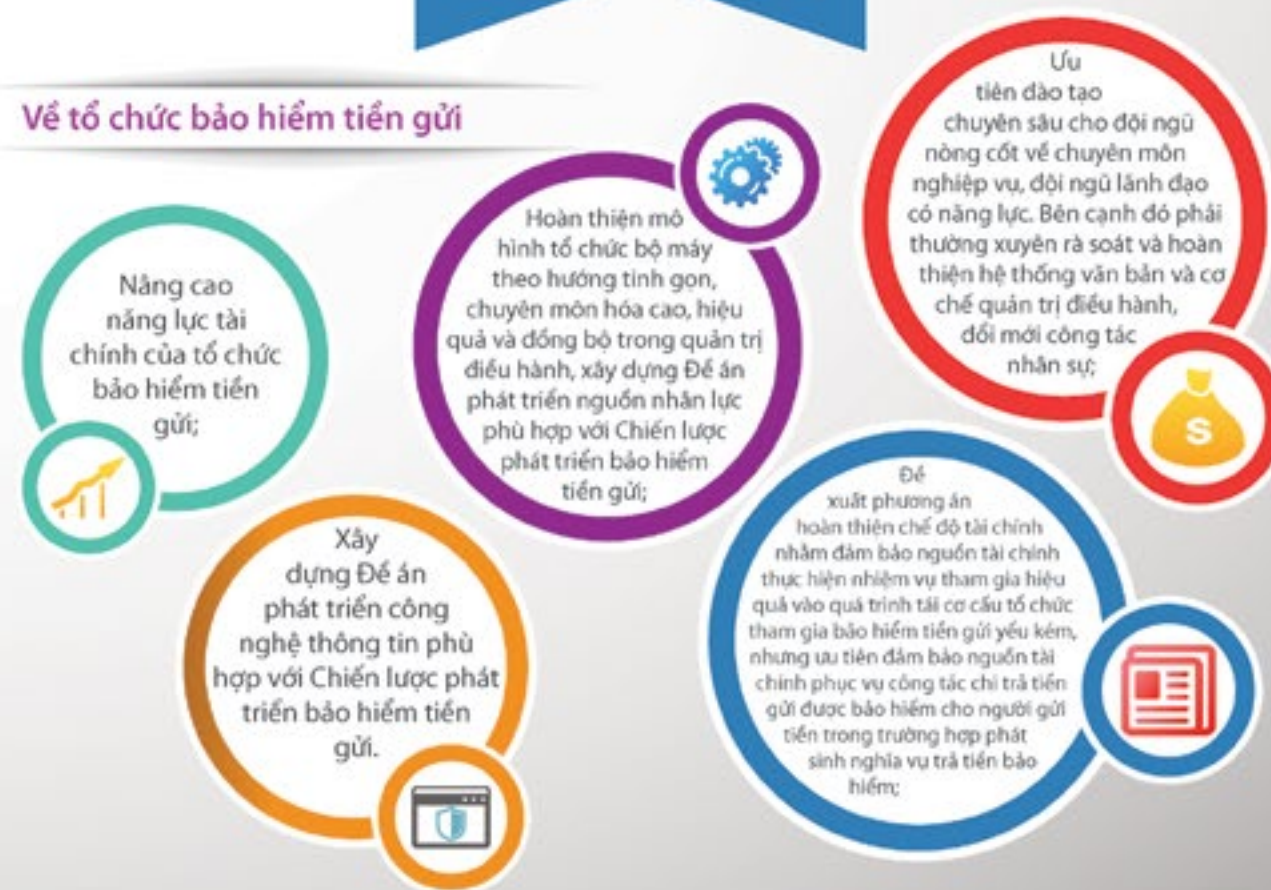 Về tổ chức bảo hiểm tiền gửi
Nâng cao
năng lực tài
chính của tổ chức
bảo hiểm tiền
gửi;
Hoàn thiện mô
hình tổ chức bộ máy
theo hướng tinh gọn,
chuyên môn hóa cao, hiệu
quả và đồng bộ trong quản trị
điều hành, xây dựng Đề án
phát triển nguồn nhân lực
phù hợp với Chiến lược
phát triển bảo hiểm
tiền gửi;
Ưu
tiên đào tạo
chuyên sâu cho đội ngũ
nòng cốt về chuyên môn
nghiệp vụ, đội ngũ lãnh đạo
có năng lực. Bên cạnh đó phải
thường xuyên rà soát và hoàn
thiện hệ thống văn bản và cơ
chế quản trị điều hành,
đổi mới công tác
nhân sự;
S
Xây
dựng Đề án
phát triển công
nghệ thông tin phù
hợp với Chiến lược phát
triển bảo hiểm tiền
gửi.
Đề
xuất phương án
hoàn thiện chế độ tài chính
nhằm đảm bảo nguồn tài chính
thực hiện nhiệm vụ tham gia hiệu
quả vào quá trình tái cơ cấu tổ chức
tham gia bảo hiểm tiền gửi yếu kém,
nhưng ưu tiên đảm bảo nguồn tài
chính phục vụ công tác chi trả tiền
gửi được bảo hiểm cho người gửi
tiền trong trường hợp phát
sinh nghĩa vụ trả tiền bảo
hiểm;